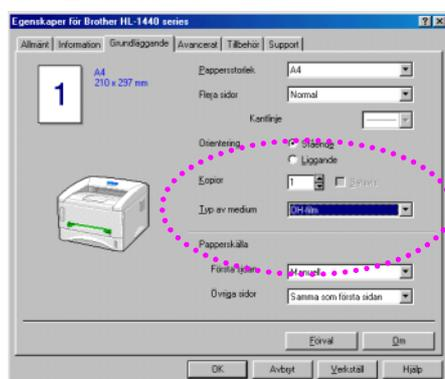 Egenskaper för Brother HL-1440 series
Allmänt Information Grundläggande Avancerat Tillbehör Support
1
A4
210 x 297 mm
Pappersstorlek A4
Flera sidor Normal
Kantlinje
Orientering Stående
Liggande
Kopior 1 Sortera
Typ av medium OH-film
Papperskälla
Första sidan Manuell
Övriga sidor Samma som första sidan
Förval Om
OK Avbryt Verkställ Hjälp